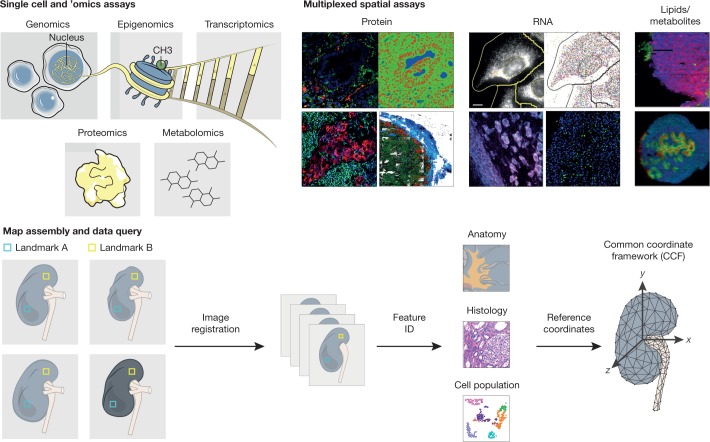 Single cell and 'omics assays
Genomics
Epigenomics
Transcriptomics
Nucleus
CH3
Proteomics
Metabolomics
Multiplexed spatial assays
Protein
RNA
Lipids/
metabolites
Map assembly and data query
Landmark A
Landmark B
Image
registration
Feature
ID
Anatomy
Histology
Cell population
Reference
coordinates
Common coordinate
framework (CCF)
y
x
z